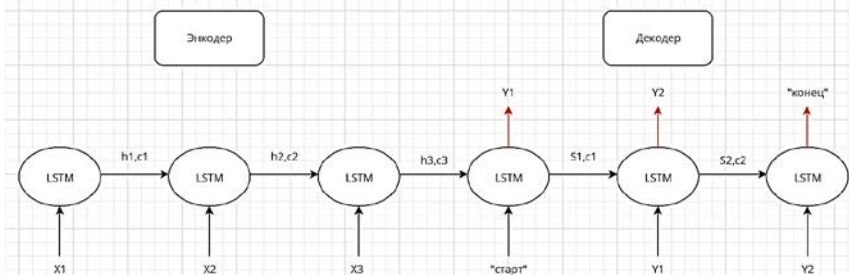 Энкодер
Декодер
Y1
Y2
"конец"
h1,c1
h2,c2
h3,c3
S1,c1
S2,c2
LSTM
LSTM
LSTM
LSTM
LSTM
LSTM
X1
X2
X3
"старт"
Y1
Y2